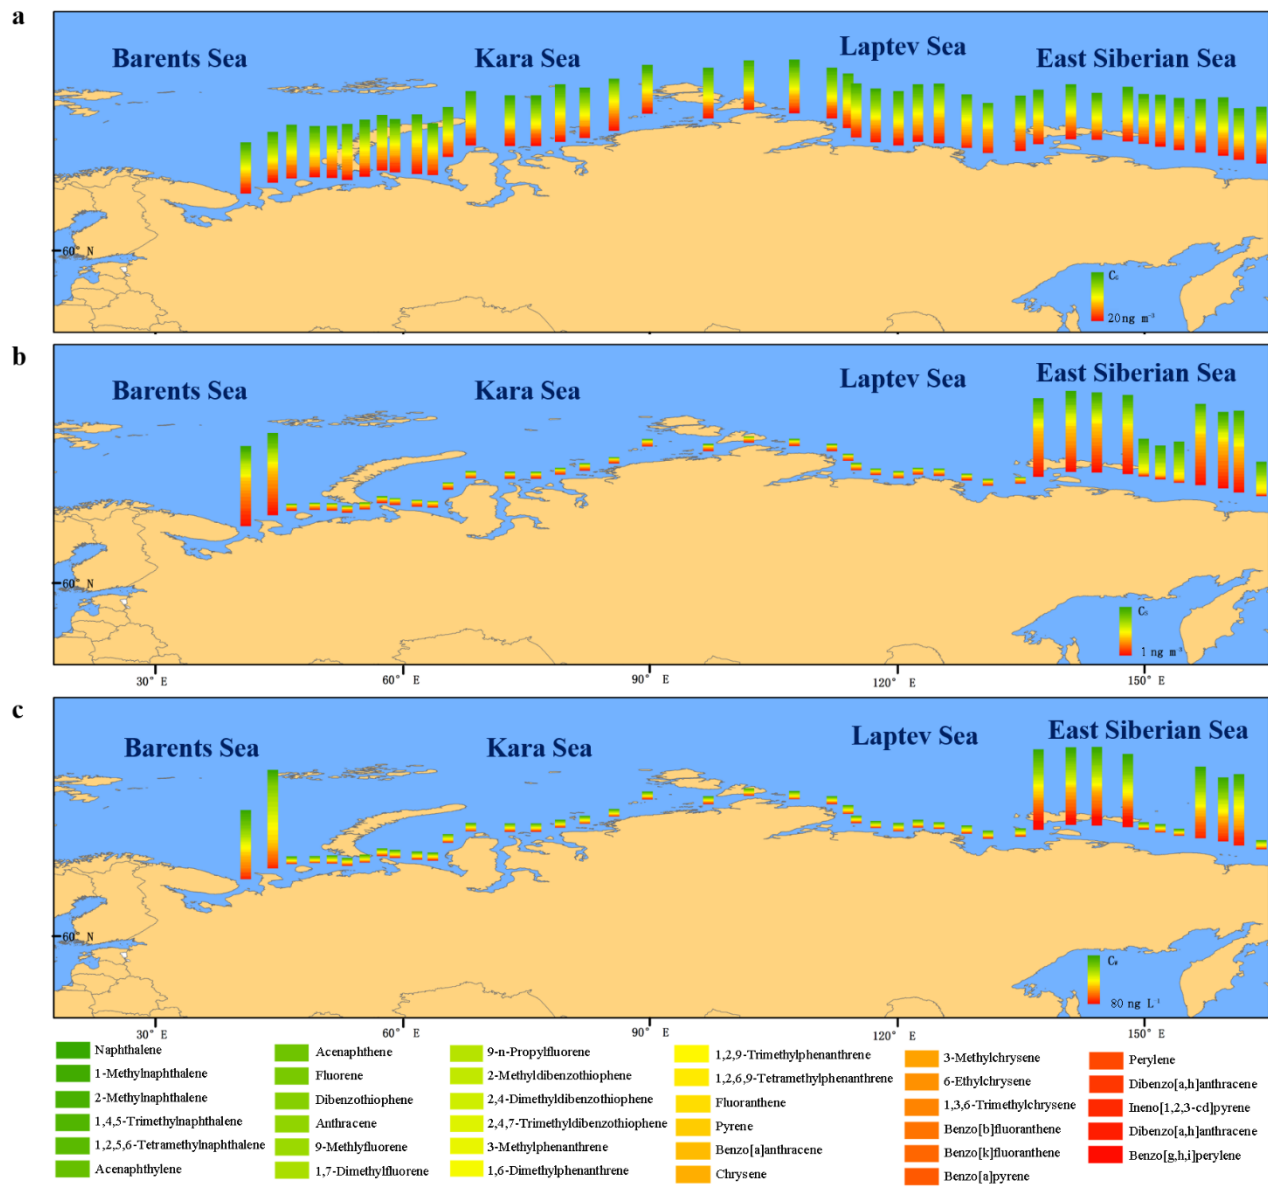 a
Barents Sea
Kara Sea
Laptev Sea
East Siberian Sea
60° N
C_G
20 ng m⁻³
b
Barents Sea
Kara Sea
Laptev Sea
East Siberian Sea
60° N
1 ng m⁻³
30° E
60° E
90° E
120° E
150° E
c
Barents Sea
Kara Sea
Laptev Sea
East Siberian Sea
60° N
C_W
80 ng L⁻¹
30° E
60° E
90° E
120° E
150° E
Naphthalene
1-Methylnaphthalene
2-Methylnaphthalene
1,4,5-Trimethylnaphthalene
1,2,5,6-Tetramethylnaphthalene
Acenaphthylene
Acenaphthene
Fluorene
Dibenzothiophene
Anthracene
9-Methlyfluorene
1,7-Dimethylfluorene
9-n-Propylfluorene
2-Methyldibenzothiophene
2,4-Dimethyldibenzothiophene
2,4,7-Trimethyldibenzothiophene
3-Methylphenanthrene
1,6-Dimethylphenanthrene
1,2,9-Trimethylphenanthrene
1,2,6,9-Tetramethylphenanthrene
Fluoranthene
Pyrene
Benzo[a]anthracene
Chrysene
3-Methylchrysene
6-Ethylchrysene
1,3,6-Trimethylchrysene
Benzo[b]fluoranthene
Benzo[k]fluoranthene
Benzo[a]pyrene
Perylene
Dibenzo[a,h]anthracene
Ineno[1,2,3-cd]pyrene
Dibenzo[a,h]anthracene
Benzo[g,h,i]perylene